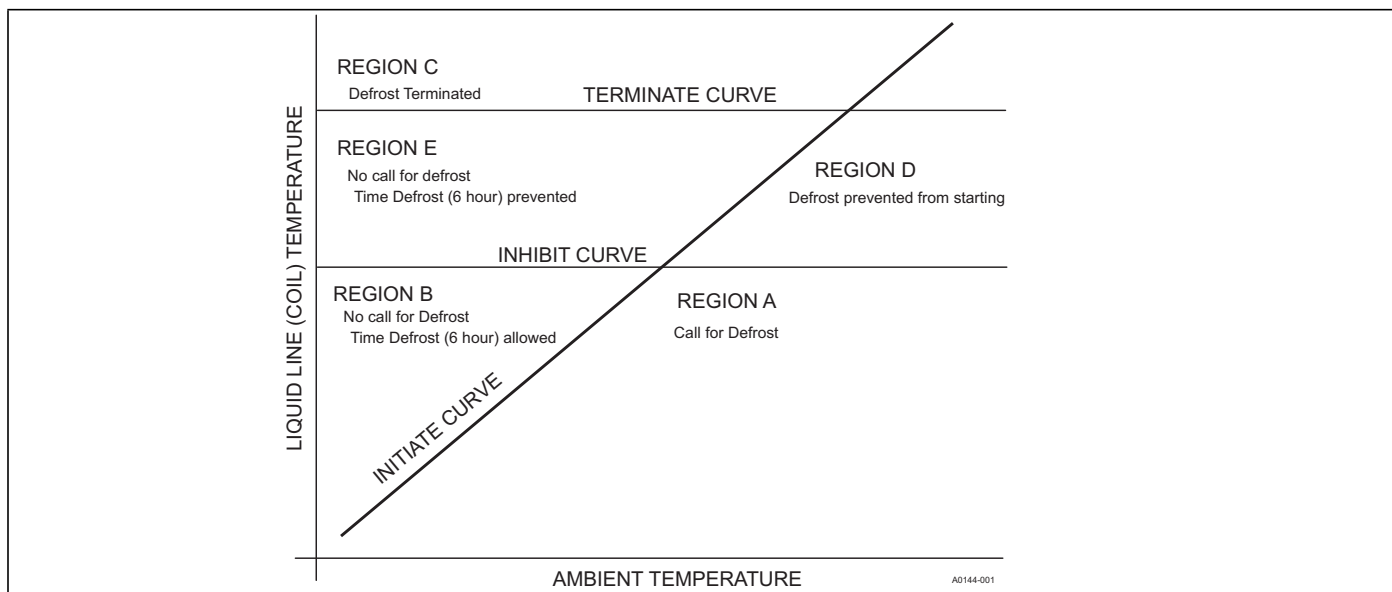 REGION C
Defrost Terminated
TERMINATE CURVE
REGION E
No call for defrost
Time Defrost (6 hour) prevented
REGION D
Defrost prevented from starting
INHIBIT CURVE
REGION B
No call for Defrost
Time Defrost (6 hour) allowed
REGION A
Call for Defrost
INITIATE CURVE
LIQUID LINE (COIL) TEMPERATURE
AMBIENT TEMPERATURE
A0144-001